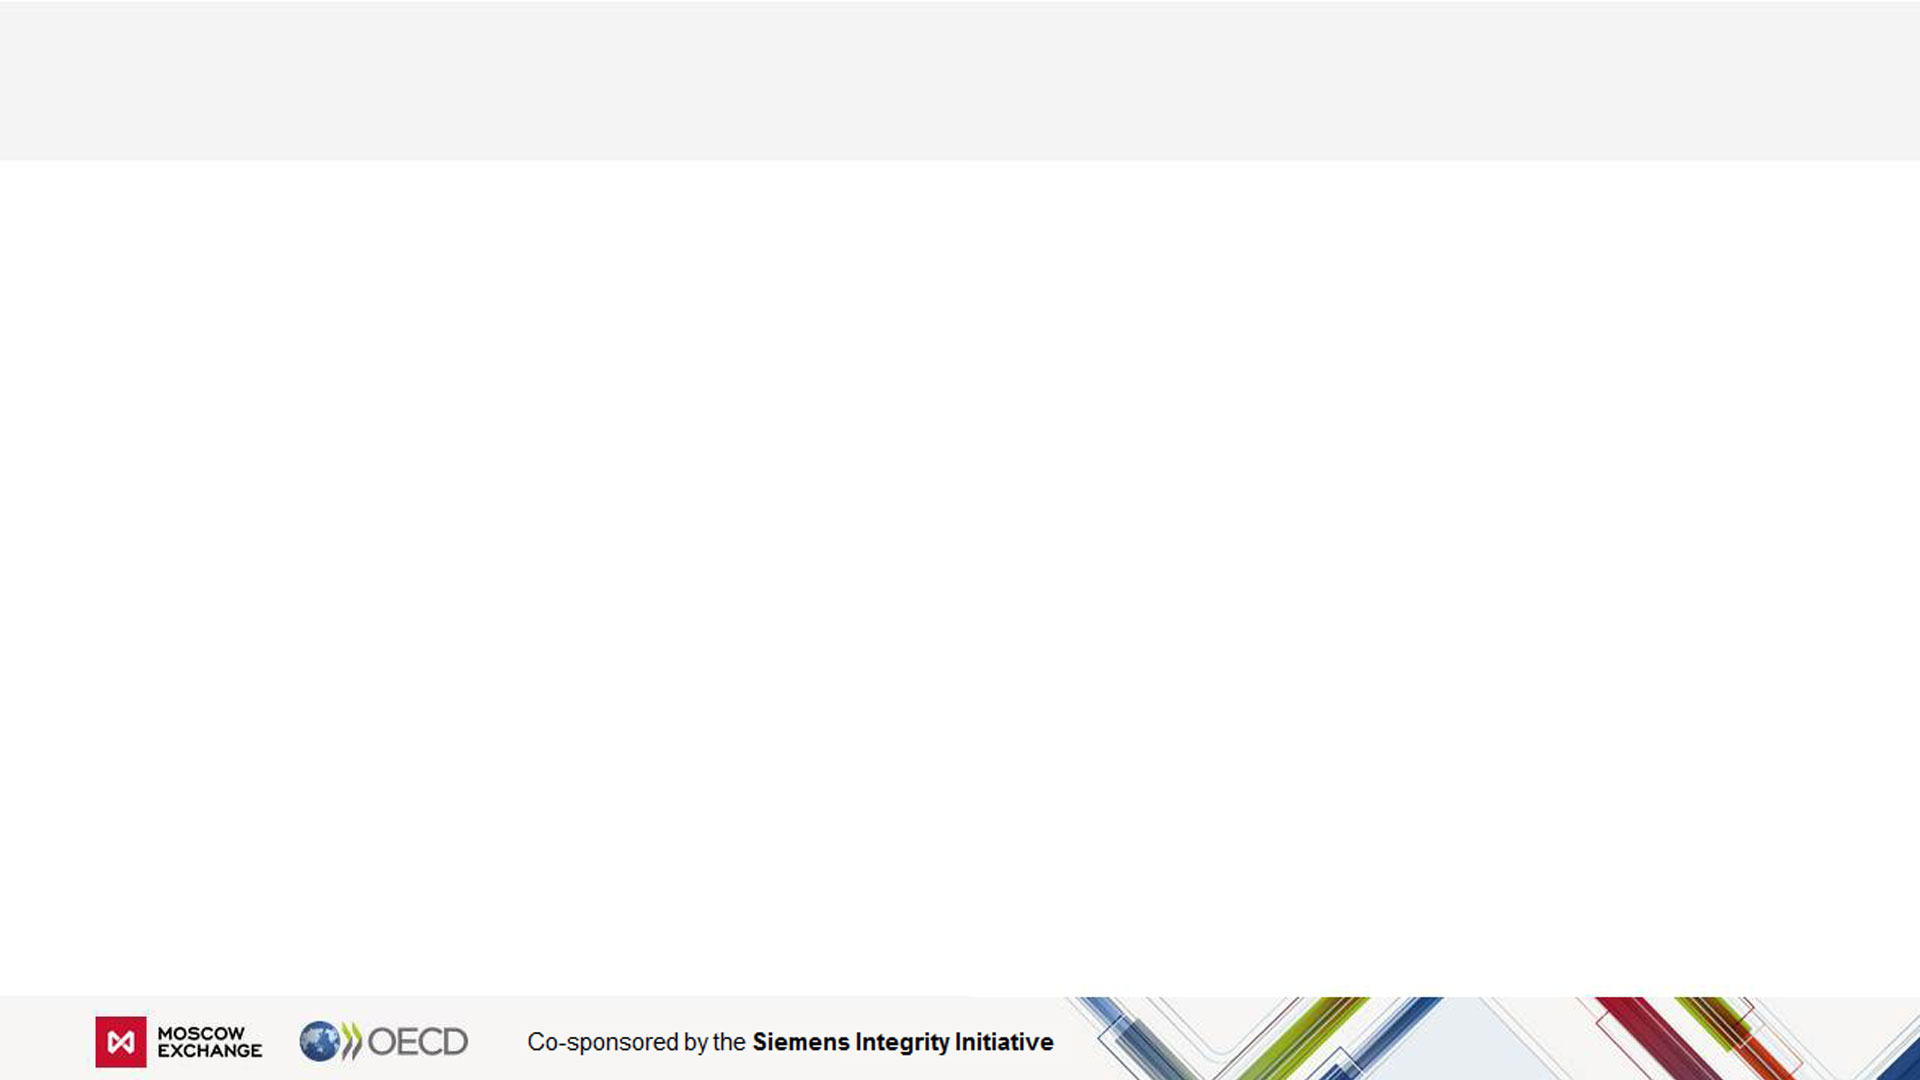 MOSCOW
EXCHANGE
OECD
Co-sponsored by the Siemens Integrity Initiative